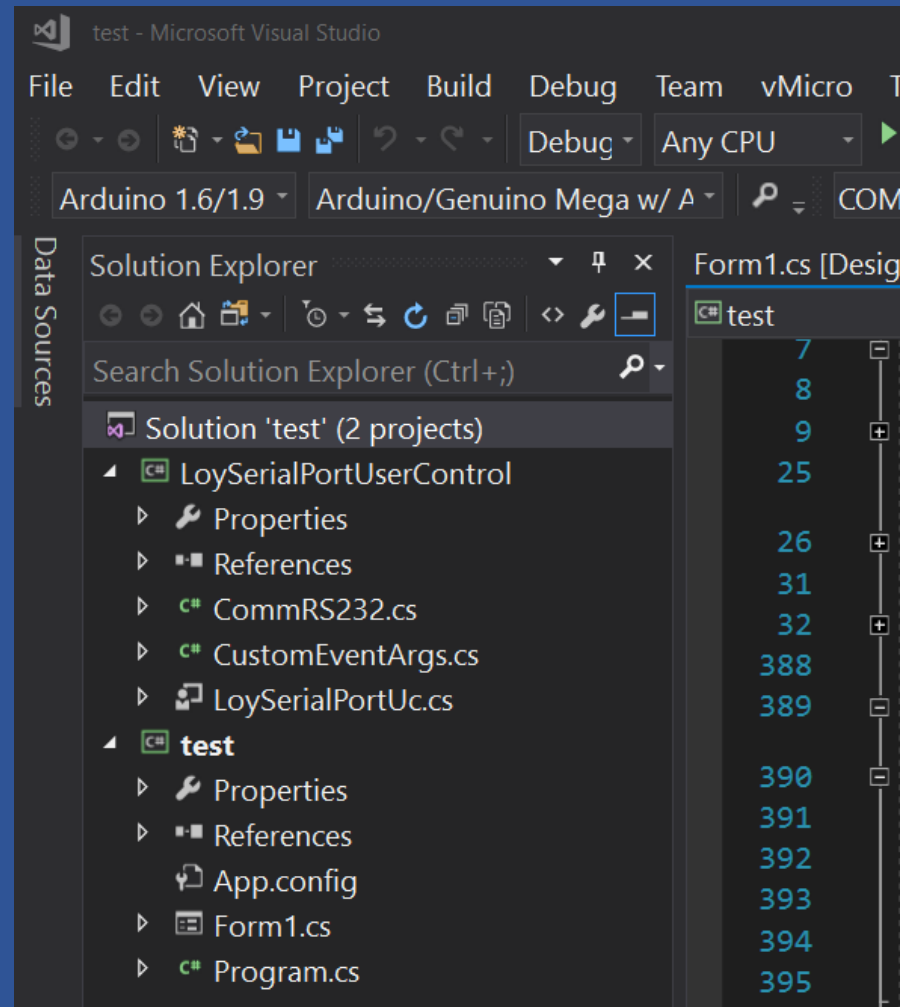 test - Microsoft Visual Studio
File Edit View Project Build Debug Team vMicro
Debug Any CPU
Arduino 1.6/1.9 Arduino/Genuino Mega w/ A COM
Data Sources
Solution Explorer
Form1.cs [Desig
C# test
Search Solution Explorer (Ctrl+;)
Solution 'test' (2 projects)
C# LoySerialPortUserControl
Properties
References
C# CommRS232.cs
C# CustomEventArgs.cs
LoySerialPortUc.cs
C# test
Properties
References
App.config
Form1.cs
C# Program.cs
7
8
9
25
26
31
32
388
389
390
391
392
393
394
395